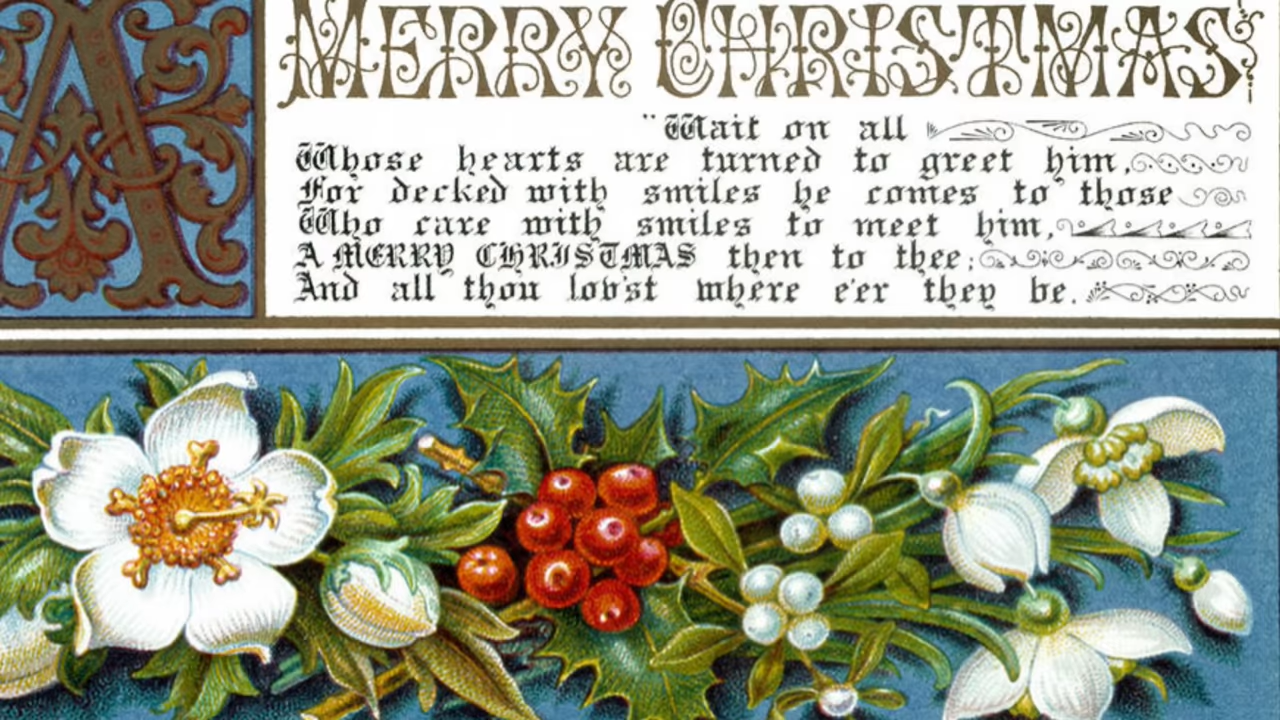 A
MERRY CHRISTMAS
"Wait on all
Whose hearts are turned to greet him,
For decked with smiles he comes to those
Who care with smiles to meet him,
A MERRY CHRISTMAS then to thee;
And all thou lov'st where e'er they be.